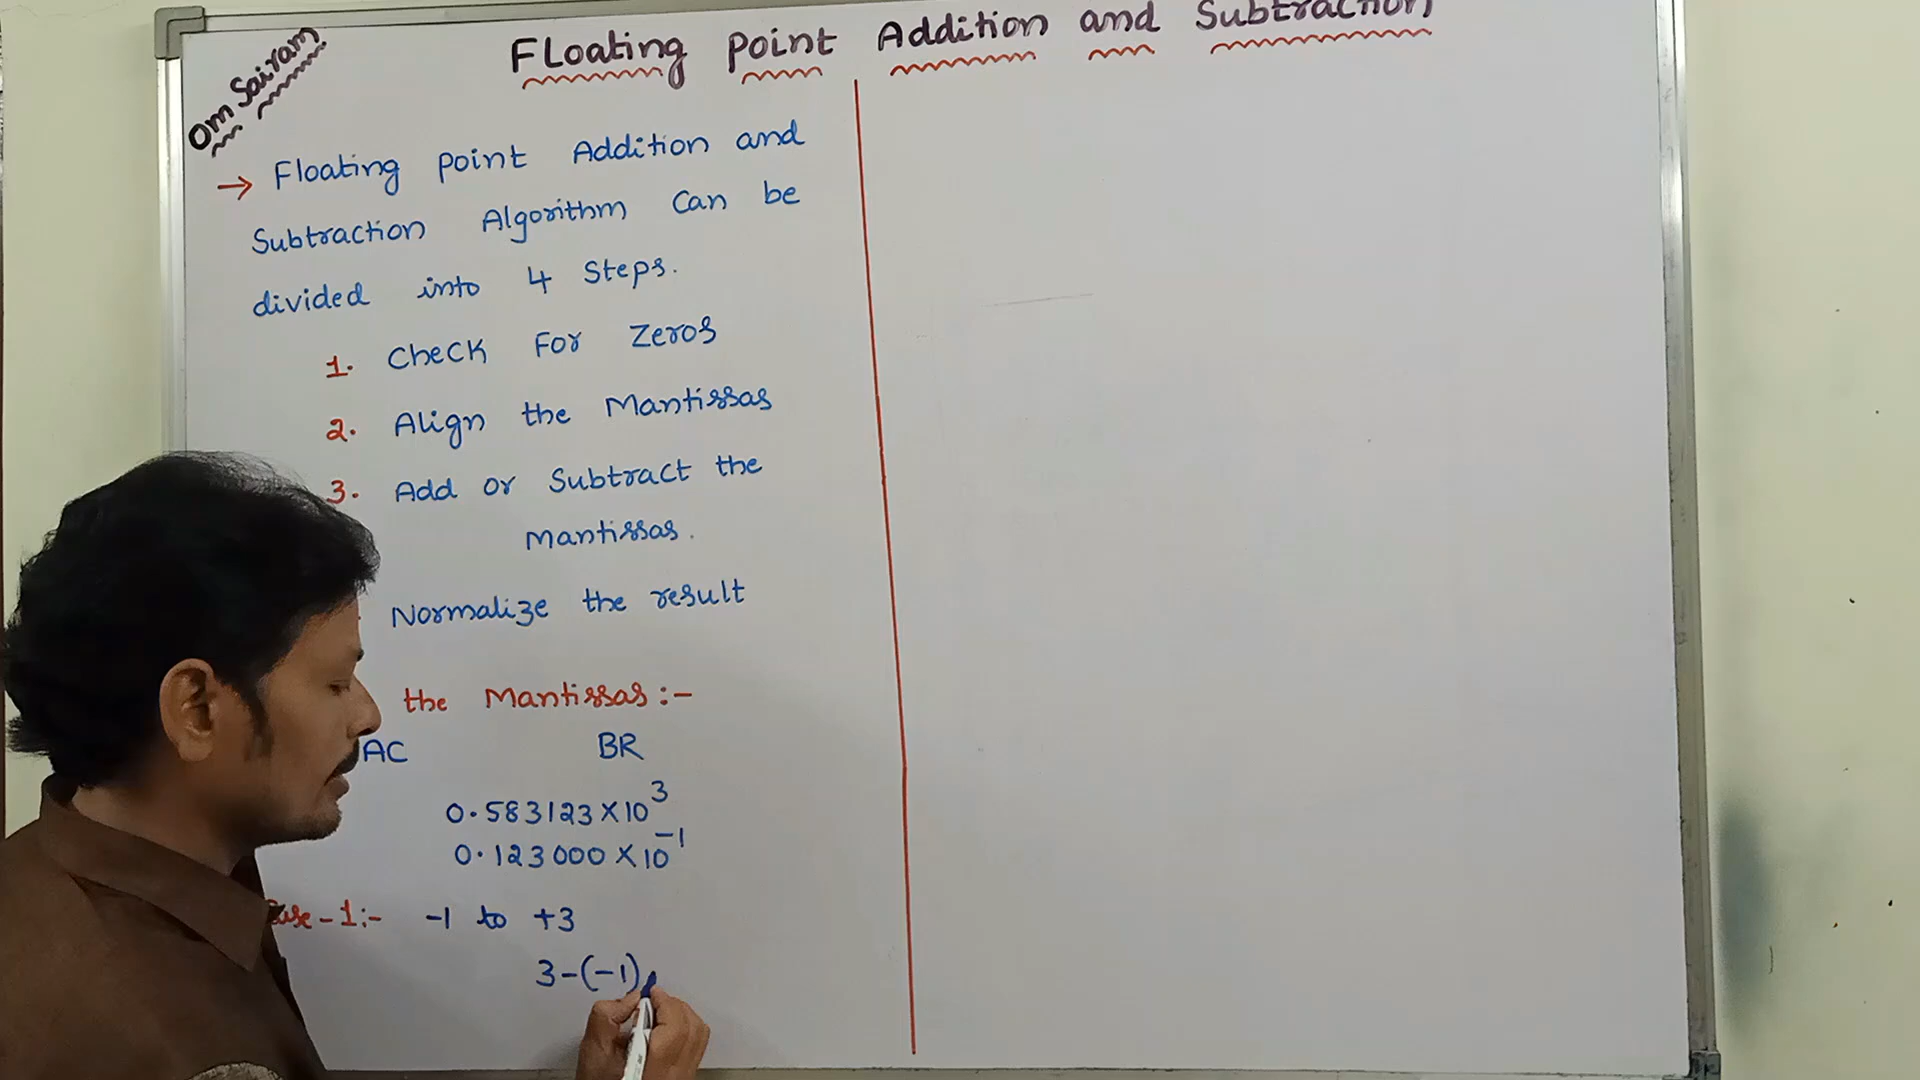 Om Sairam
Floating Point Addition and Subtraction
→ Floating point Addition and
Subtraction Algorithm Can be
divided into 4 Steps.
1. Check For Zeros
2. Align the Mantissas
3. Add or Subtract the
Mantissas.
Normalize the result
the Mantissas:-
AC BR
0.583123 × 10³
0.123000 × 10⁻¹
-1:- -1 to +3
3-(-1)